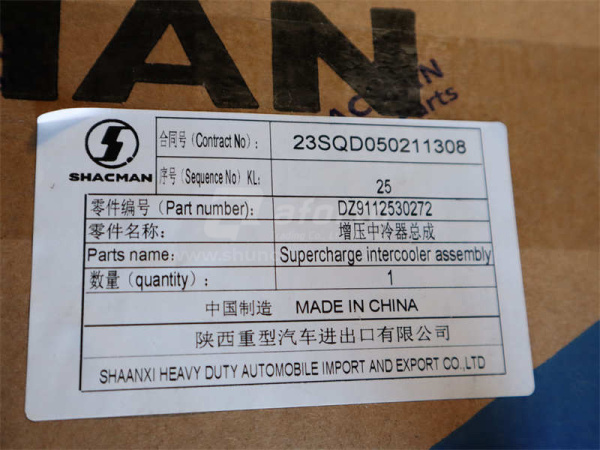 MAN
MAN
arts
SHACMAN
合同号(Contract No):
23SQD050211308
序号(Sequence No) KL:
25
零件编号(Part number):
DZ9112530272
零件名称:
增压中冷器总成
Parts name:
Supercharge intercooler assembly
数量(quantity):
1
中国制造 MADE IN CHINA
陕西重型汽车进出口有限公司
SHAANXI HEAVY DUTY AUTOMOBILE IMPORT AND EXPORT CO.,LTD